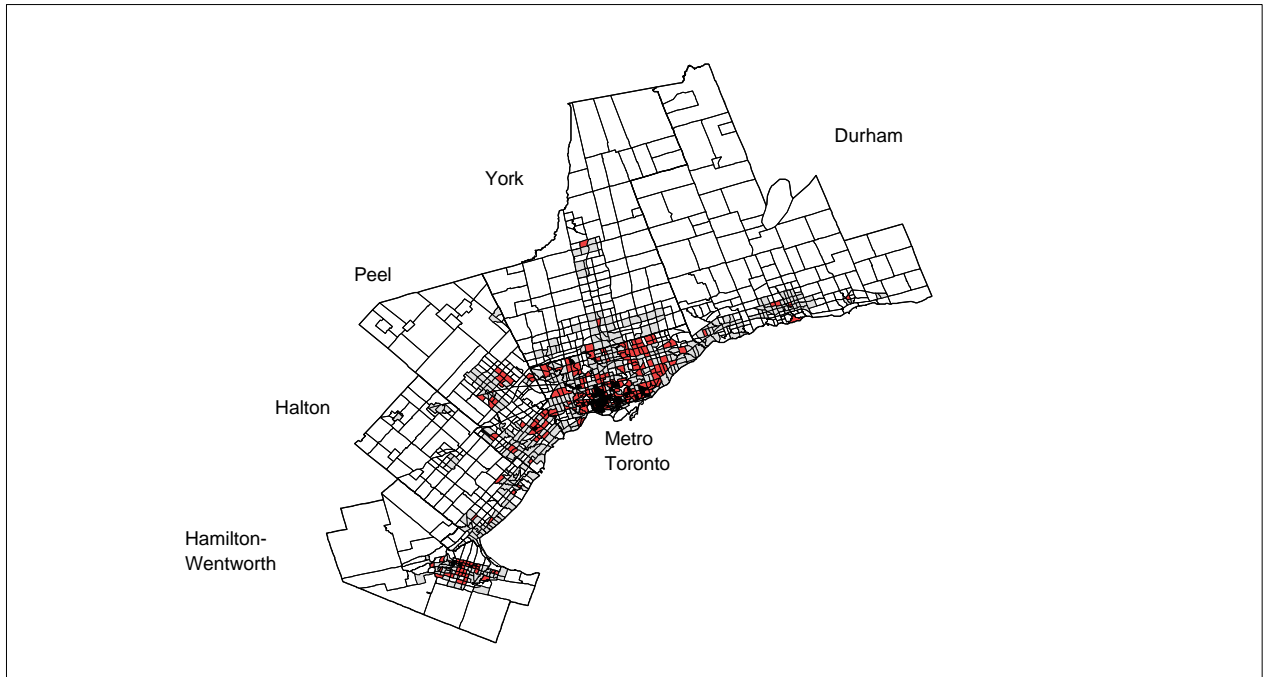 Durham
York
Peel
Halton
Metro
Toronto
Hamilton-
Wentworth